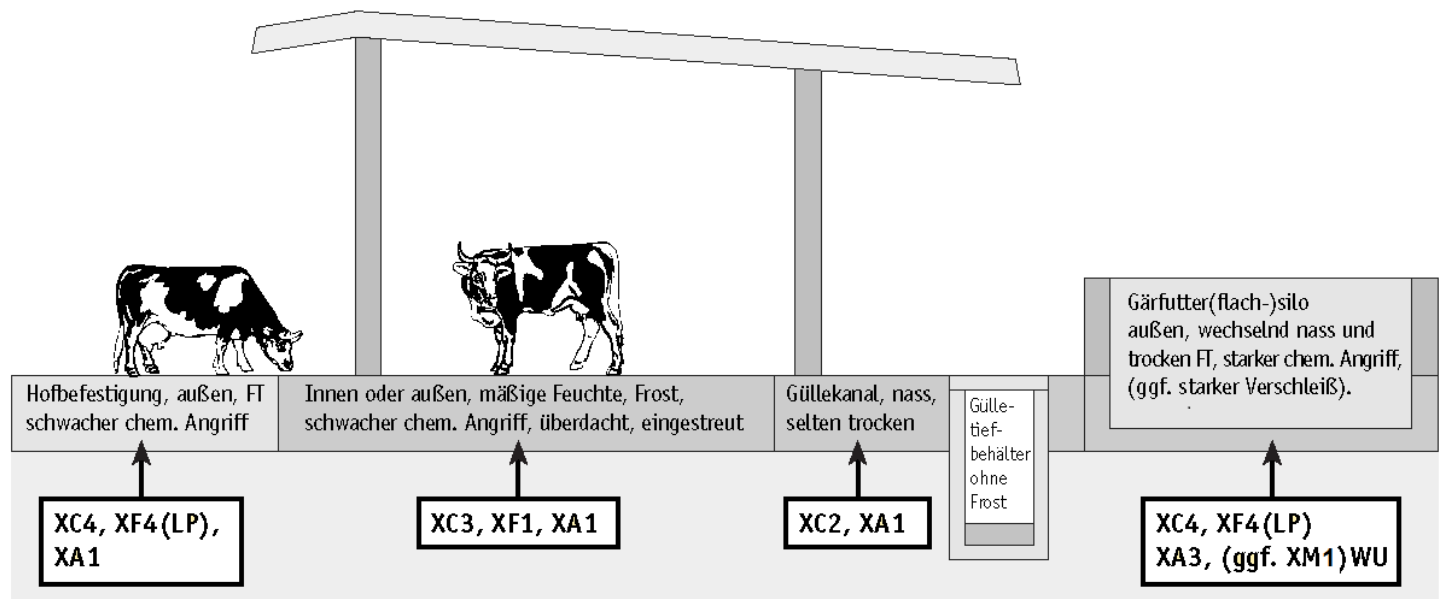 Hofbefestigung, außen, FT
schwacher chem. Angriff
Innen oder außen, mäßige Feuchte, Frost,
schwacher chem. Angriff, überdacht, eingestreut
Güllekanal, nass,
selten trocken
Gülle-
tief-
behälter
ohne
Frost
Gärfutter(flach-)silo
außen, wechselnd nass und
trocken FT, starker chem. Angriff,
(ggf. starker Verschleiß).
XC4, XF4(LP),
XA1
XC3, XF1, XA1
XC2, XA1
XC4, XF4(LP)
XA3, (ggf. XM1)WU